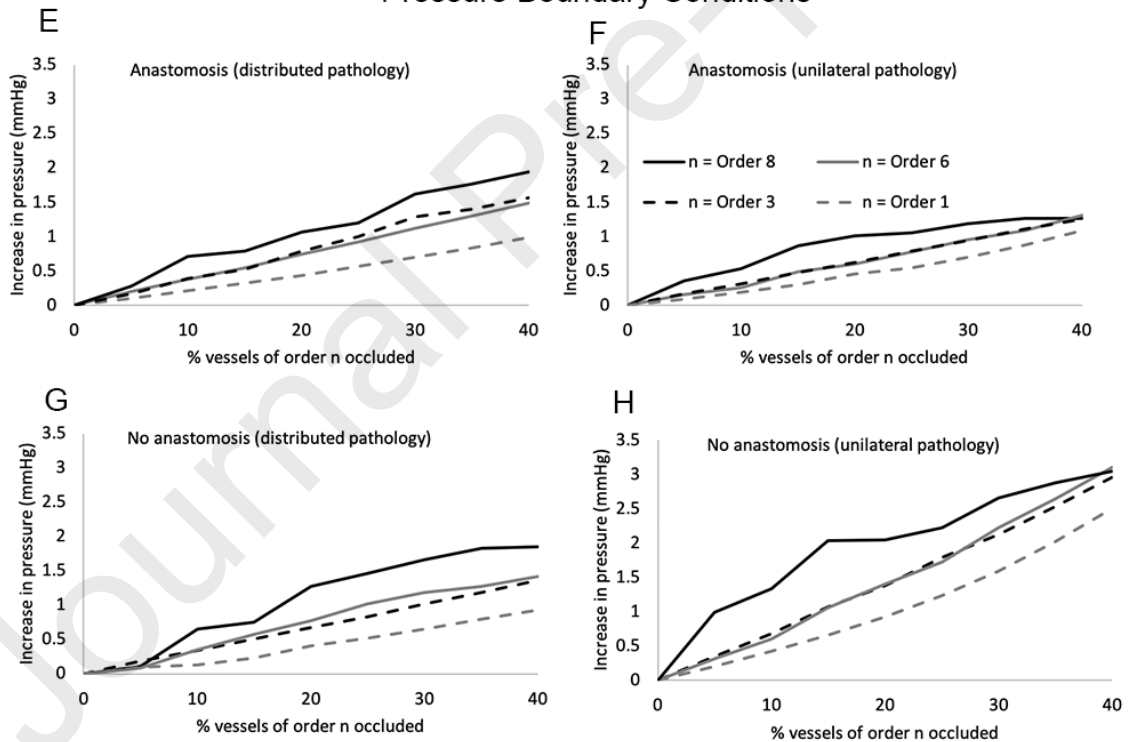 Pressure Boundary Conditions
E
Anastomosis (distributed pathology)
Increase in pressure (mmHg)
3.5
3
2.5
2
1.5
1
0.5
0
0 10 20 30 40
% vessels of order n occluded
F
Anastomosis (unilateral pathology)
Increase in pressure (mmHg)
3.5
3
2.5
2
1.5
1
0.5
0
n = Order 8 n = Order 6
n = Order 3 n = Order 1
0 10 20 30 40
% vessels of order n occluded
G
No anastomosis (distributed pathology)
Increase in pressure (mmHg)
3.5
3
2.5
2
1.5
1
0.5
0
0 10 20 30 40
% vessels of order n occluded
H
No anastomosis (unilateral pathology)
Increase in pressure (mmHg)
3.5
3
2.5
2
1.5
1
0.5
0
0 10 20 30 40
% vessels of order n occluded
Journal Pre-